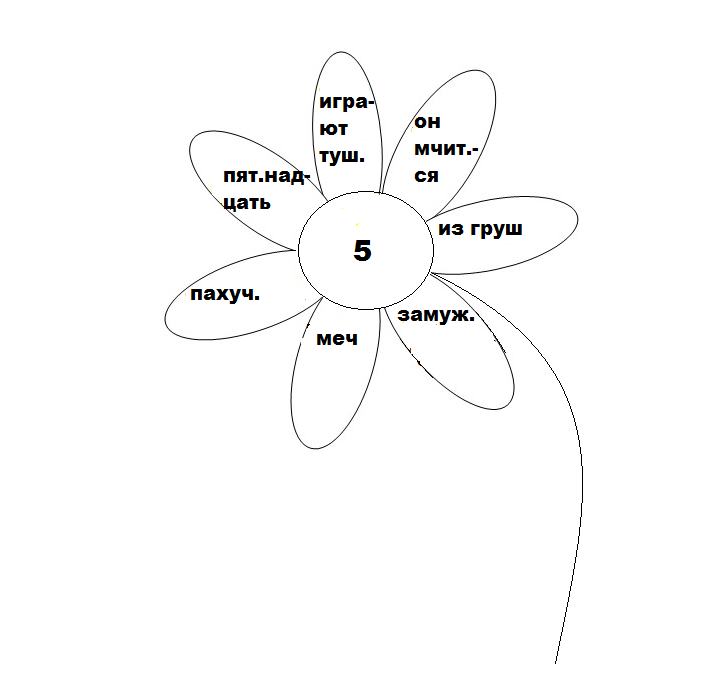 игра-
ют
туш.
он
мчит.-
ся
пят.над-
цать
из груш
5
пахуч.
замуж.
меч